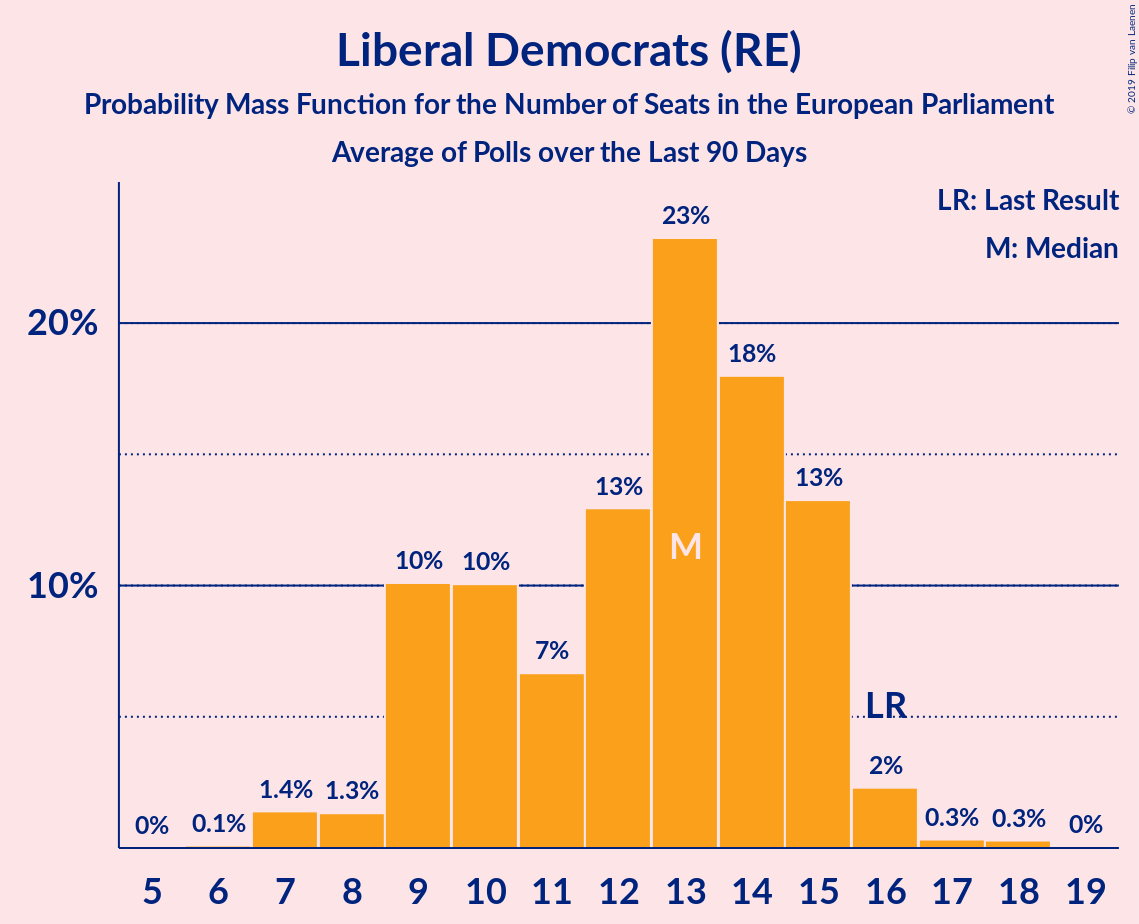 Liberal Democrats (RE)
Probability Mass Function for the Number of Seats in the European Parliament
Average of Polls over the Last 90 Days
© 2019 Filip van Laenen
LR: Last Result
M: Median
23%
20%
18%
13%
13%
M
10%
10%
10%
7%
LR
2%
1.4%
1.3%
0.3%
0.3%
0%
0.1%
0%
5 6 7 8 9 10 11 12 13 14 15 16 17 18 19